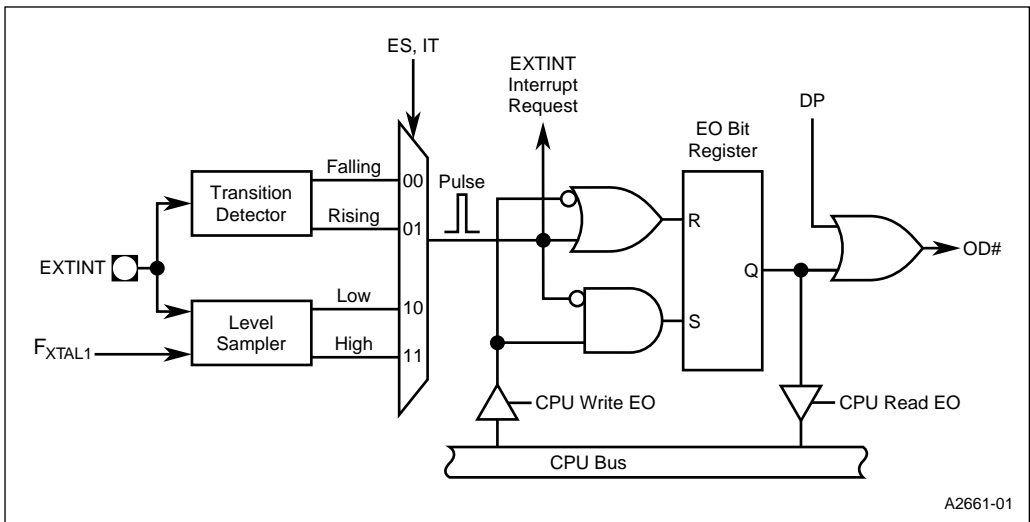 ES, IT
EXTINT
Interrupt
Request
DP
EO Bit
Register
Falling
00
Pulse
Transition
Detector
Rising
01
R
Q
OD#
EXTINT
Low
10
S
Level
Sampler
High
11
FXTAL1
CPU Write EO
CPU Read EO
CPU Bus
A2661-01